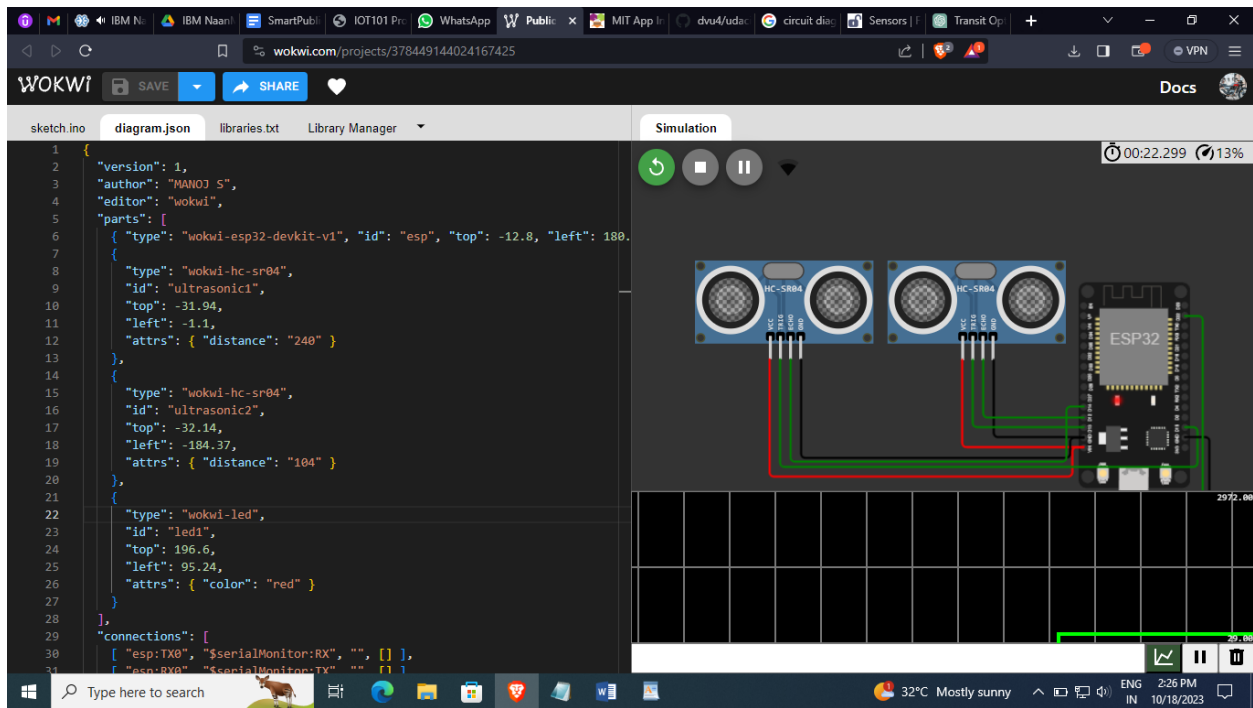 IBM Na
IBM Naan
SmartPubl
IOT101 Pro
WhatsApp
Public
MIT App In
dvu4/udac
circuit diag
Sensors | F
Transit Opt
wokwi.com/projects/378449144024167425
VPN
WOKWi
SAVE
SHARE
Docs
sketch.ino diagram.json libraries.txt Library Manager
Simulation
1 {
2 "version": 1,
3 "author": "MANOJ S",
4 "editor": "wokwi",
5 "parts": [
6 { "type": "wokwi-esp32-devkit-v1", "id": "esp", "top": -12.8, "left": 180.
7 {
8 "type": "wokwi-hc-sr04",
9 "id": "ultrasonic1",
10 "top": -31.94,
11 "left": -1.1,
12 "attrs": { "distance": "240" }
13 },
14 {
15 "type": "wokwi-hc-sr04",
16 "id": "ultrasonic2",
17 "top": -32.14,
18 "left": -184.37,
19 "attrs": { "distance": "104" }
20 },
21 {
22 "type": "wokwi-led",
23 "id": "led1",
24 "top": 196.6,
25 "left": 95.24,
26 "attrs": { "color": "red" }
27 }
28 ],
29 "connections": [
30 [ "esp:TX0", "$serialMonitor:RX", "", [] ],
31 [ "esp:RX0", "$serialMonitor:TX", "", [] ]
00:22.299 13%
HC-SR04
VCC
TRIG
ECHO
GND
HC-SR04
VCC
TRIG
ECHO
GND
ESP32
2972.00
29.00
Type here to search
32°C Mostly sunny
ENG
IN
2:26 PM
10/18/2023